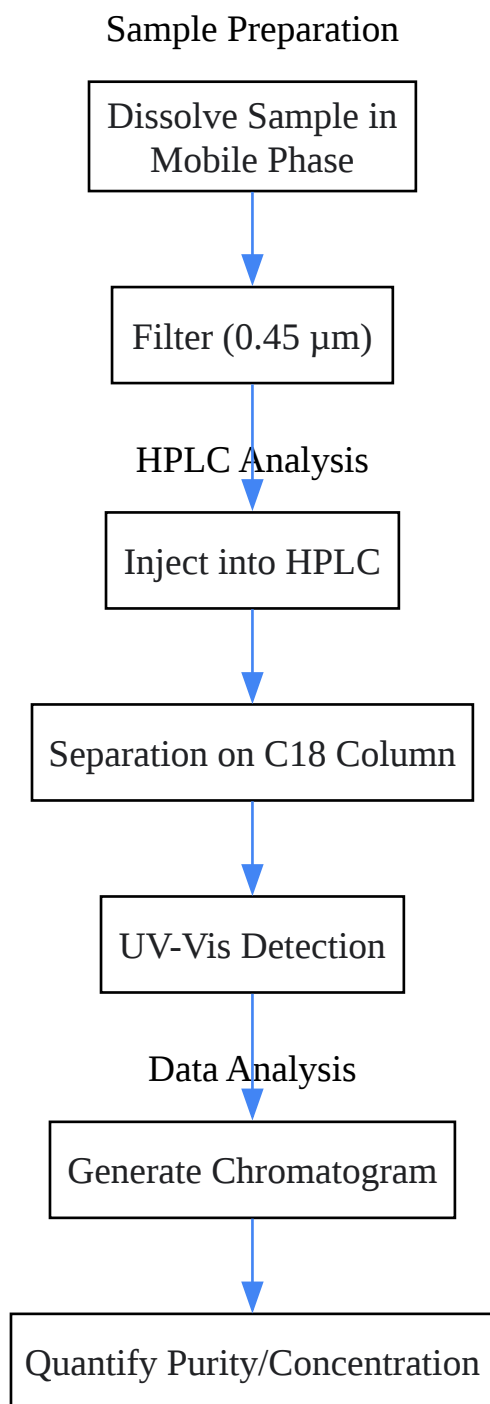 Sample Preparation
Dissolve Sample in
Mobile Phase
Filter (0.45 µm)
HPLC Analysis
Inject into HPLC
Separation on C18 Column
UV-Vis Detection
Data Analysis
Generate Chromatogram
Quantify Purity/Concentration